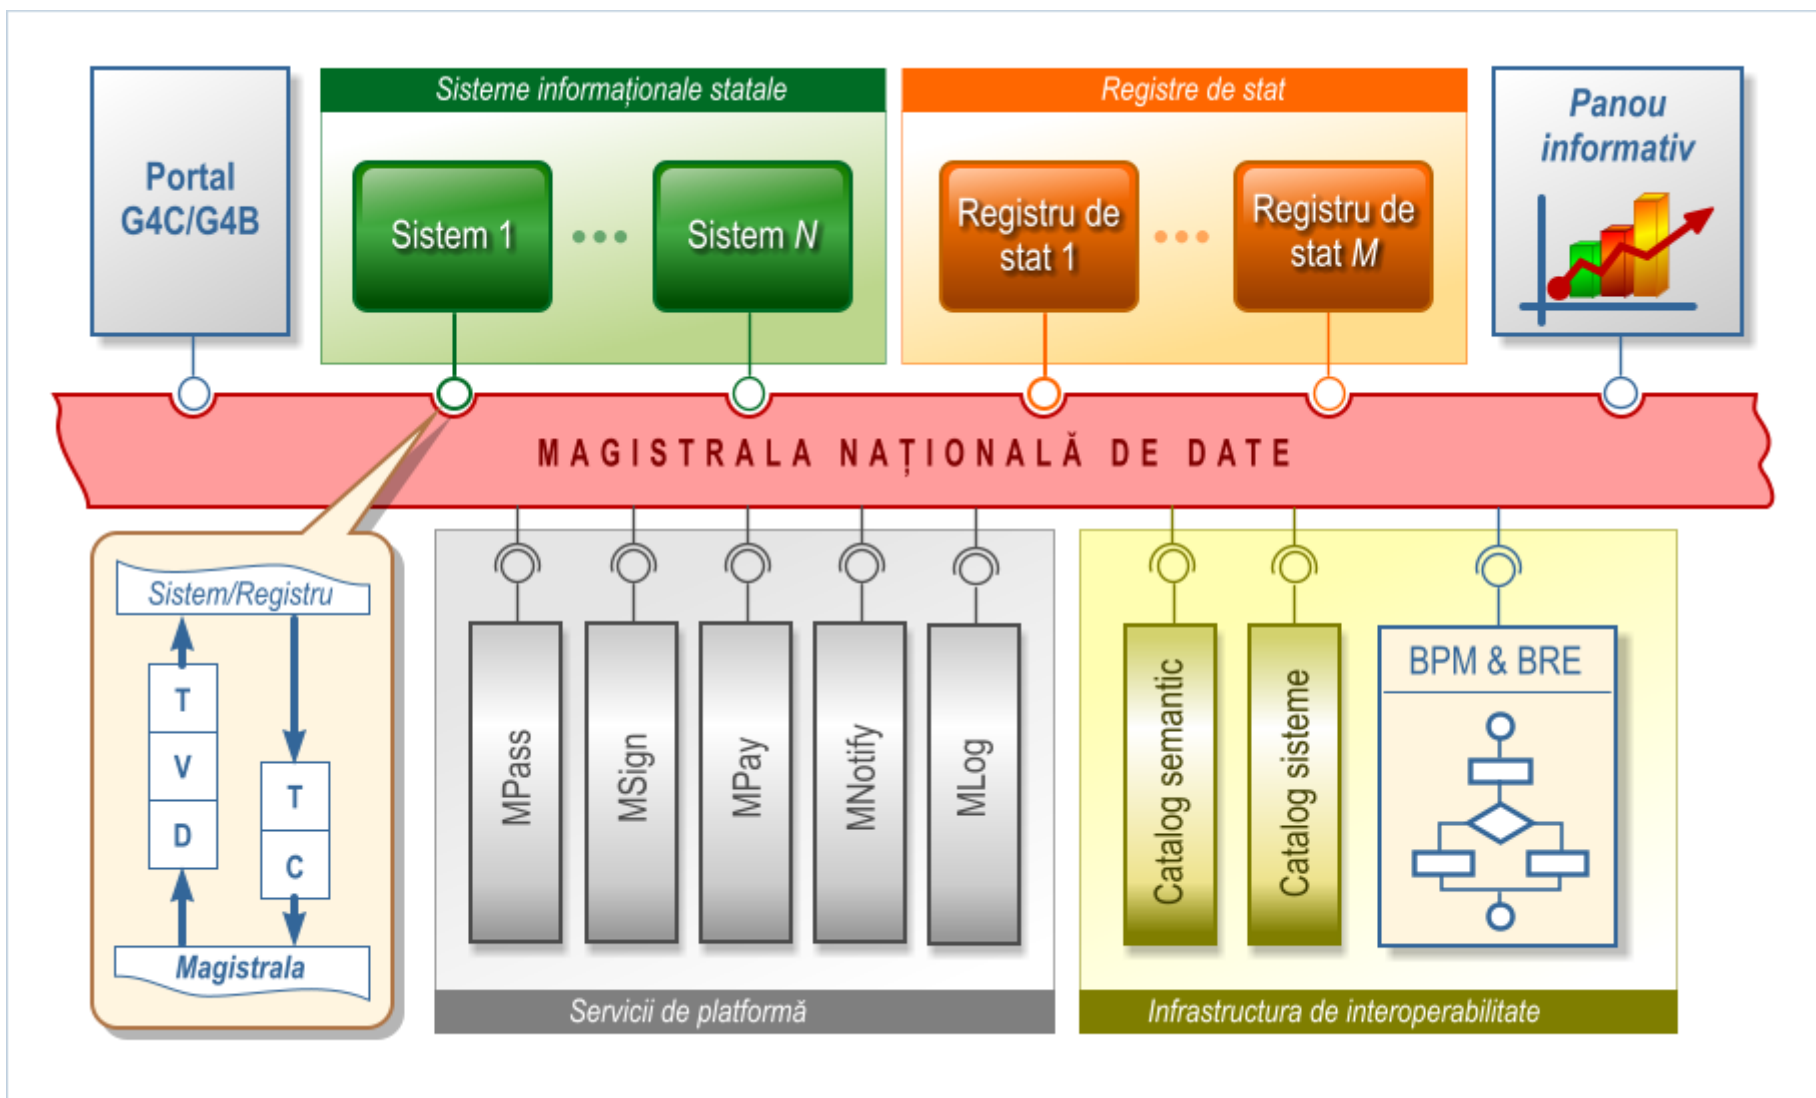 Portal
G4C/G4B
Sisteme informaționale statale
Sistem 1
Sistem N
Registre de stat
Registru de
stat 1
Registru de
stat M
Panou
informativ
MAGISTRALA NAȚIONALĂ DE DATE
Sistem/Registru
T
V
D
T
C
Magistrala
MPass
MSign
MPay
MNotify
MLog
Servicii de platformă
Catalog semantic
Catalog sisteme
BPM & BRE
Infrastructura de interoperabilitate